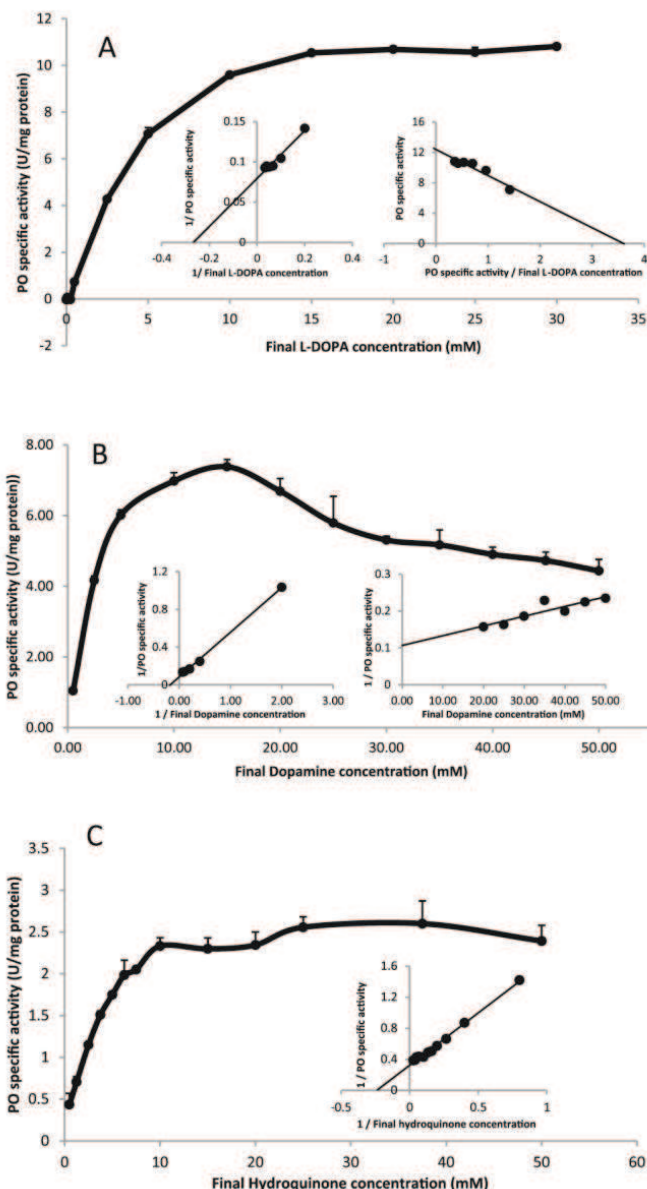 A
PO specific activity (U/mg protein)
12
10
8
6
4
2
0
-2
0 5 10 15 20 25 30 35
Final L-DOPA concentration (mM)
1/ PO specific activity
0.15
0.1
0.05
0
-0.4 -0.2 0 0.2 0.4
1/ Final L-DOPA concentration
PO specific activity
16
12
8
4
0
-1 0 1 2 3 4
PO specific activity / Final L-DOPA concentration
B
PO specific activity (U/mg protein))
8.00
6.00
4.00
2.00
0.00
0.00 10.00 20.00 30.00 40.00 50.00
Final Dopamine concentration (mM)
1/PO specific activity
1.2
0.8
0.4
0
-1.00 0.00 1.00 2.00 3.00
1 / Final Dopamine concentration
1 / PO specific activity
0.3
0.2
0.1
0
0.00 10.00 20.00 30.00 40.00 50.00
Final Dopamine concentration (mM)
C
PO specific activity (U/mg protein)
3.5
3
2.5
2
1.5
1
0.5
0
0 10 20 30 40 50 60
Final Hydroquinone concentration (mM)
1 / PO specific activity
1.6
1.2
0.8
0.4
0
-0.5 0 0.5 1
1 / Final hydroquinone concentration